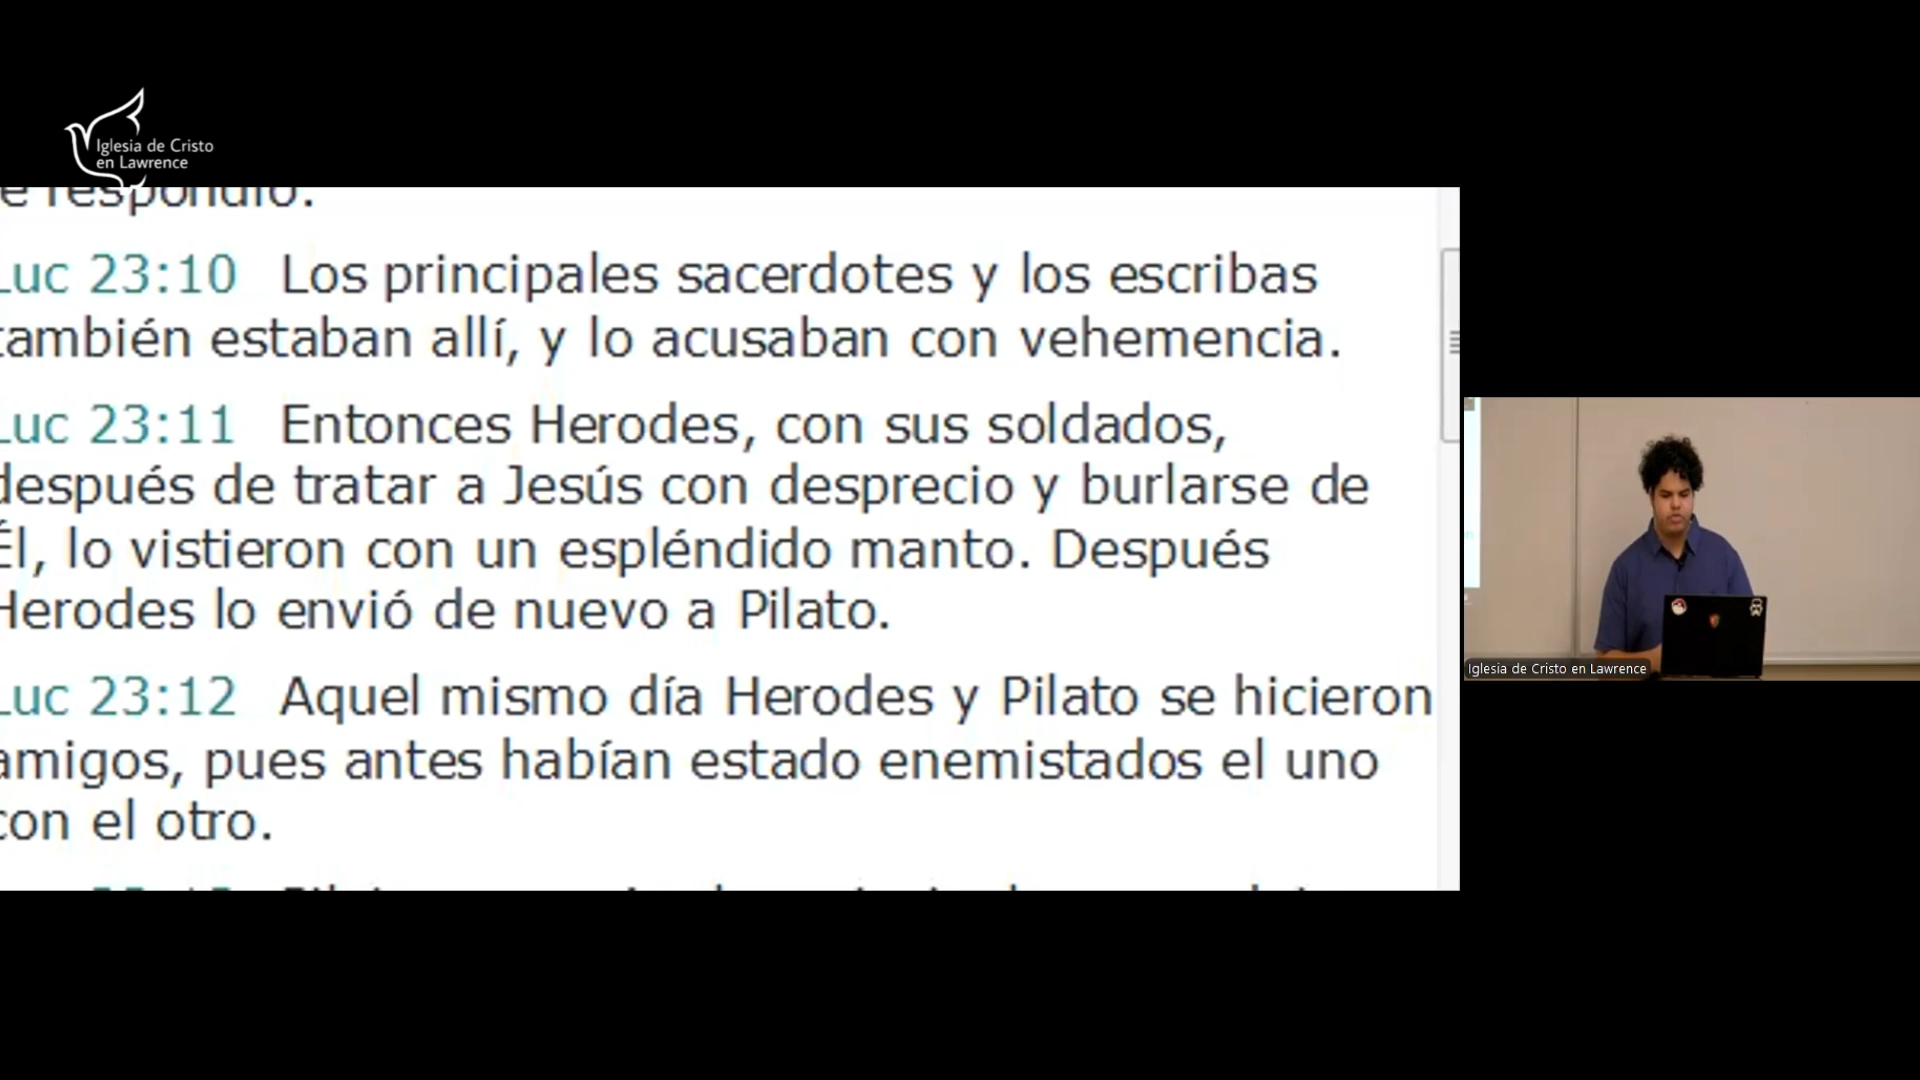 Iglesia de Cristo
en Lawrence
e respondió.
Luc 23:10 Los principales sacerdotes y los escribas
también estaban allí, y lo acusaban con vehemencia.
Luc 23:11 Entonces Herodes, con sus soldados,
después de tratar a Jesús con desprecio y burlarse de
Él, lo vistieron con un espléndido manto. Después
Herodes lo envió de nuevo a Pilato.
Luc 23:12 Aquel mismo día Herodes y Pilato se hicieron
amigos, pues antes habían estado enemistados el uno
con el otro.
Iglesia de Cristo en Lawrence